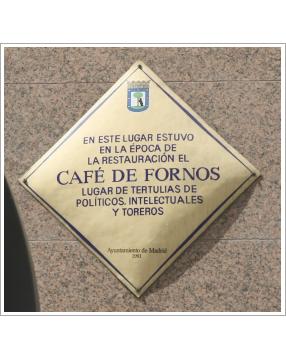 EN ESTE LUGAR ESTUVO
EN LA ÉPOCA DE
LA RESTAURACIÓN EL
CAFÉ DE FORNOS
LUGAR DE TERTULIAS DE
POLÍTICOS, INTELECTUALES
Y TOREROS
Ayuntamiento de Madrid
1991